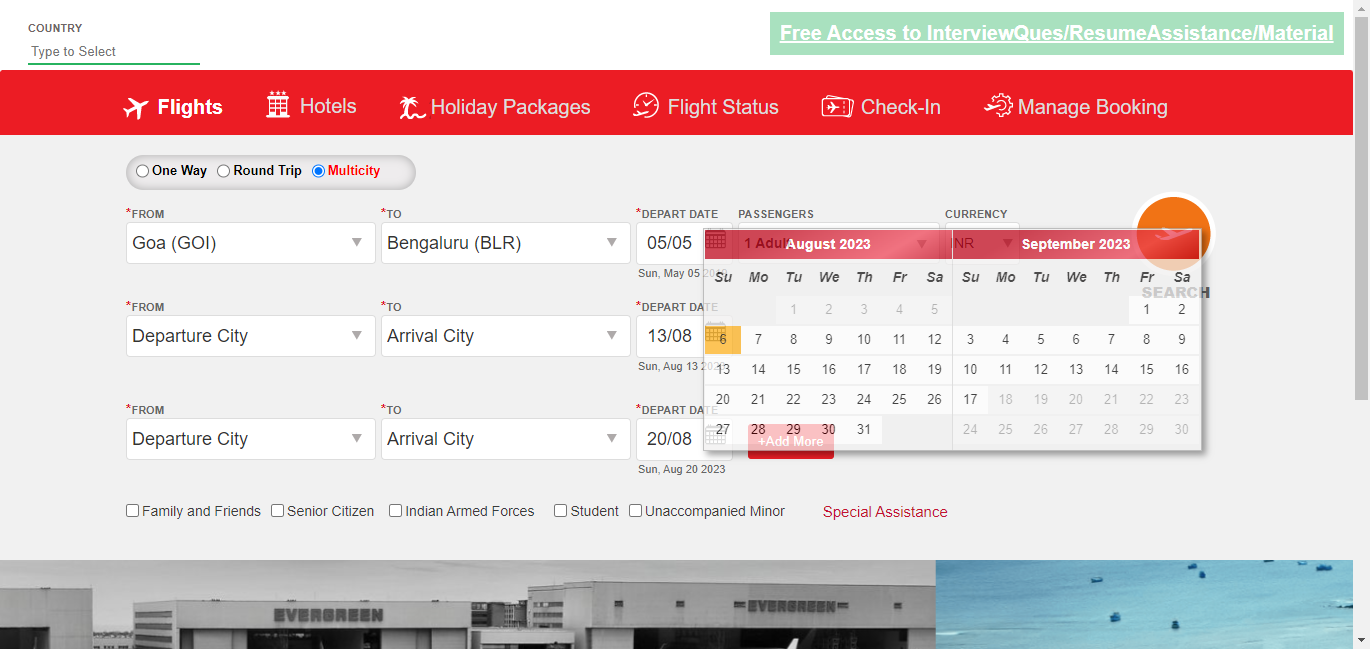 COUNTRY
Type to Select
Free Access to InterviewQues/ResumeAssistance/Material
Flights Hotels Holiday Packages Flight Status Check-In Manage Booking
One Way Round Trip Multicity
*FROM *TO *DEPART DATE PASSENGERS CURRENCY
Goa (GOI) Bengaluru (BLR) 05/05 1 Adult INR
Sun, May 05 2019
SEARCH
*FROM *TO *DEPART DATE
Departure City Arrival City 13/08
Sun, Aug 13 2023
*FROM *TO *DEPART DATE
Departure City Arrival City 20/08
Sun, Aug 20 2023
+Add More
August 2023 September 2023
Su Mo Tu We Th Fr Sa Su Mo Tu We Th Fr Sa
1 2 3 4 5 1 2
6 7 8 9 10 11 12 3 4 5 6 7 8 9
13 14 15 16 17 18 19 10 11 12 13 14 15 16
20 21 22 23 24 25 26 17 18 19 20 21 22 23
27 28 29 30 31 24 25 26 27 28 29 30
Family and Friends Senior Citizen Indian Armed Forces Student Unaccompanied Minor Special Assistance
EVERGREEN
EVERGREEN